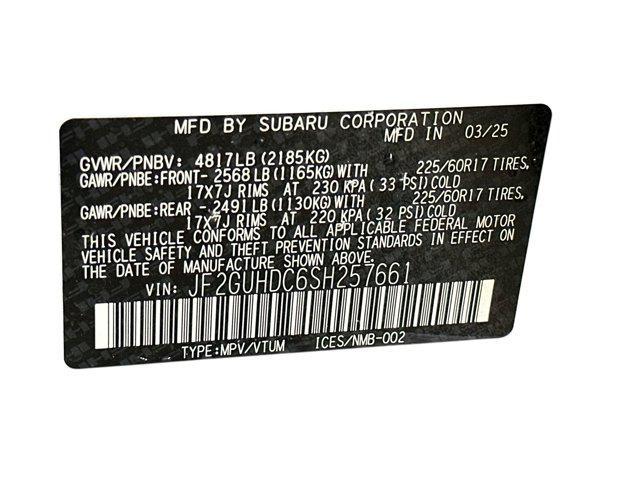 MFD BY SUBARU CORPORATION
MFD IN 03/25
GVWR/PNBV: 4817LB (2185KG)
GAWR/PNBE:FRONT- 2568 LB (1165KG) WITH 225/60R17 TIRES,
17X7J RIMS AT 230 KPA (33 PSI) COLD
GAWR/PNBE:REAR - 2491 LB (1130KG) WITH 225/60R17 TIRES,
17X7J RIMS AT 220 KPA (32 PSI) COLD
THIS VEHICLE CONFORMS TO ALL APPLICABLE FEDERAL MOTOR
VEHICLE SAFETY AND THEFT PREVENTION STANDARDS IN EFFECT ON
THE DATE OF MANUFACTURE SHOWN ABOVE.
VIN: JF2GUHDC6SH257661
TYPE:MPV/VTUM ICES/NMB-002